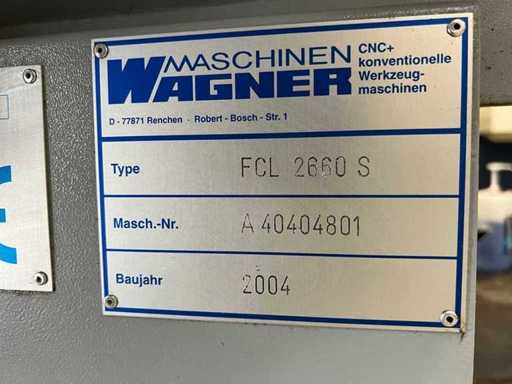 MASCHINEN
WAGNER
CNC+
konventionelle
Werkzeug-
maschinen
D - 77871 Renchen · Robert - Bosch - Str. 1
Type FCL 2660 S
Masch.-Nr. A 40404801
Baujahr 2004
CE